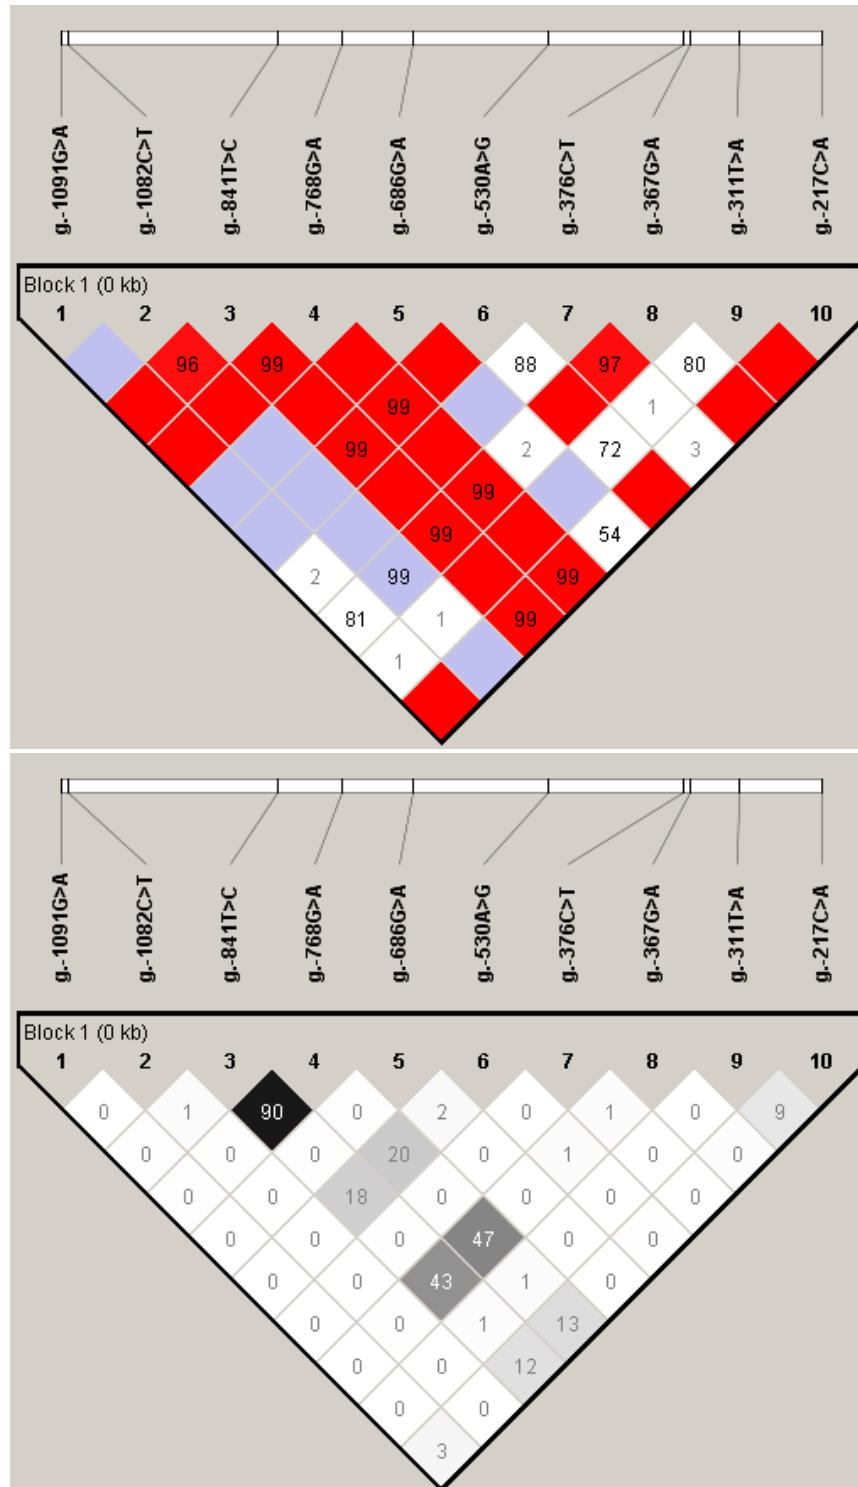 g.-1091G>A
g.-1082C>T
g.-841T>C
g.-768G>A
g.-686G>A
g.-530A>G
g.-376C>T
g.-367G>A
g.-311T>A
g.-217C>A
Block 1 (0 kb)
1 2 3 4 5 6 7 8 9 10
96 99 88 97 80
99 1
99 2 72 3
99
99 54
2 99 99
81 1 99
1
g.-1091G>A
g.-1082C>T
g.-841T>C
g.-768G>A
g.-686G>A
g.-530A>G
g.-376C>T
g.-367G>A
g.-311T>A
g.-217C>A
Block 1 (0 kb)
1 2 3 4 5 6 7 8 9 10
0 1 90 0 2 0 1 0 9
0 0 0 20 0 1 0 0
0 0 18 0 0 0 0
0 0 0 47 0 0
0 0 43 1 0
0 0 1 13
0 0 12
0 0
3